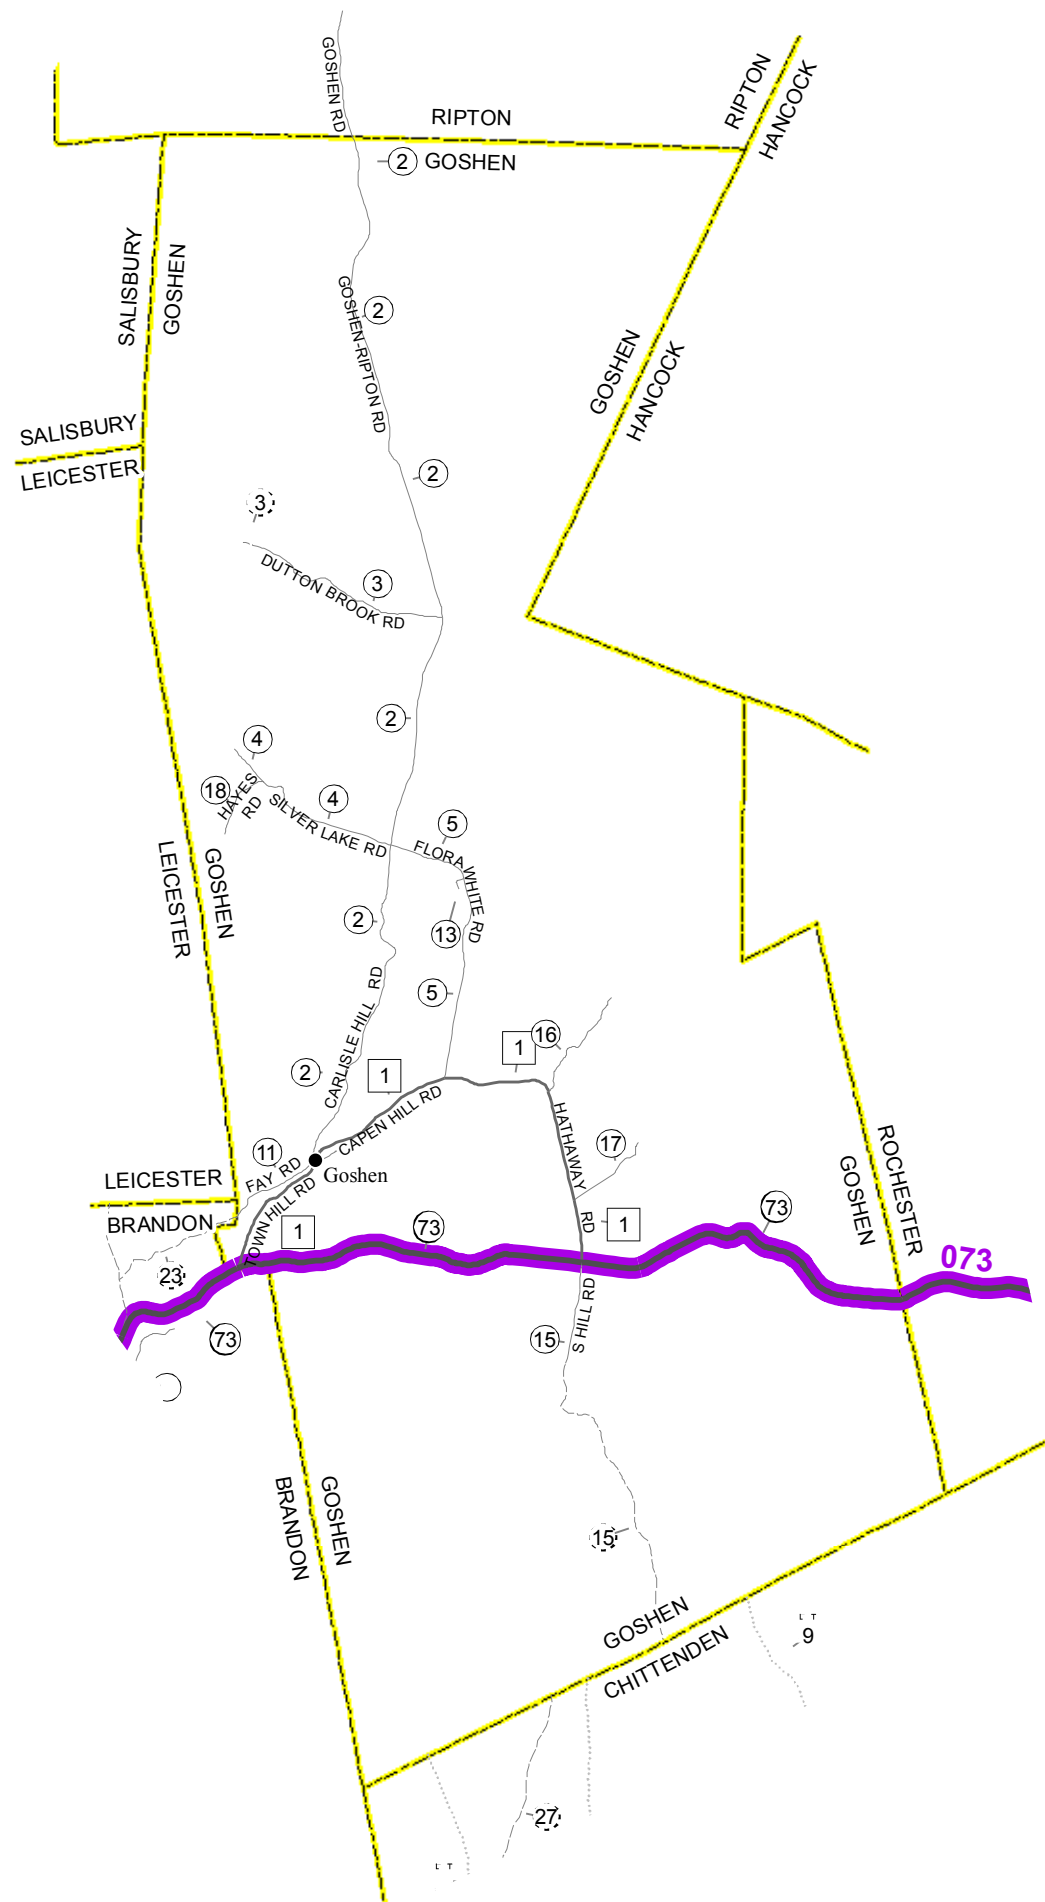 GOSHEN RD
RIPTON
RIPTON
HANCOCK
2
GOSHEN
SALISBURY
GOSHEN
GOSHEN-RIPTON RD
2
GOSHEN
HANCOCK
SALISBURY
LEICESTER
2
3
DUTTON BROOK RD
3
2
4
18
HAYES RD
4
SILVER LAKE RD
5
FLORA WHITE RD
LEICESTER
GOSHEN
2
13
5
CARLISLE HILL RD
2
1
1
16
CAPEN HILL RD
HATHAWAY RD
17
11
FAY RD
Goshen
LEICESTER
BRANDON
TOWN HILL RD
1
73
1
73
ROCHESTER
GOSHEN
073
23
73
15
S HILL RD
BRANDON
GOSHEN
15
GOSHEN
CHITTENDEN
L T
9
27
L T